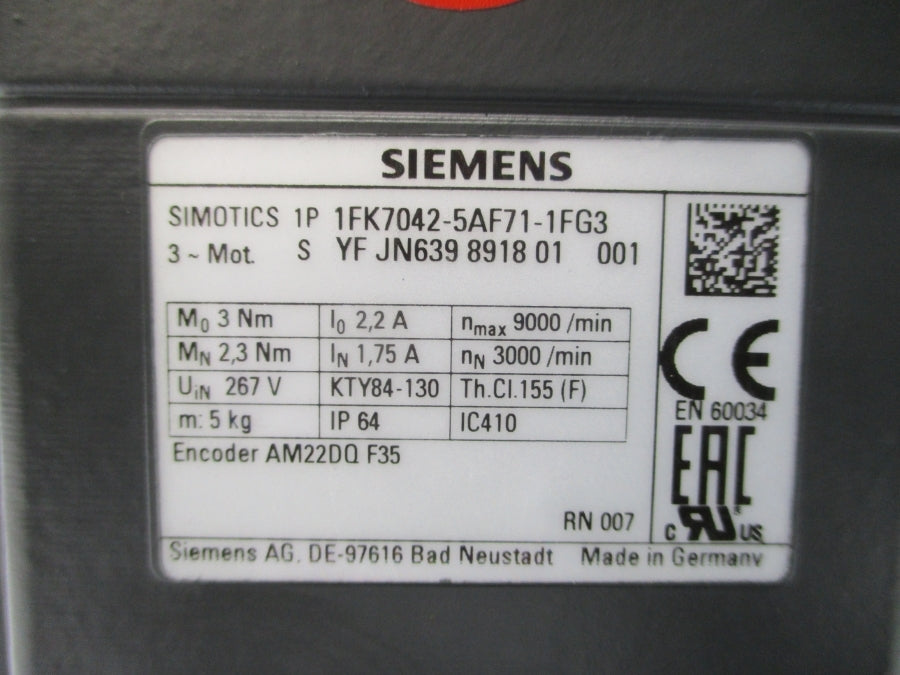 SIEMENS
SIMOTICS 1P 1FK7042-5AF71-1FG3
3 ~ Mot. S YF JN639 8918 01 001
M0 3 Nm I0 2,2 A nmax 9000 /min
MN 2,3 Nm IN 1,75 A nN 3000 /min
UiN 267 V KTY84-130 Th.Cl.155 (F)
m: 5 kg IP 64 IC410
Encoder AM22DQ F35
CE
EN 60034
EAC
RN 007
c RU US
Siemens AG, DE-97616 Bad Neustadt Made in Germany